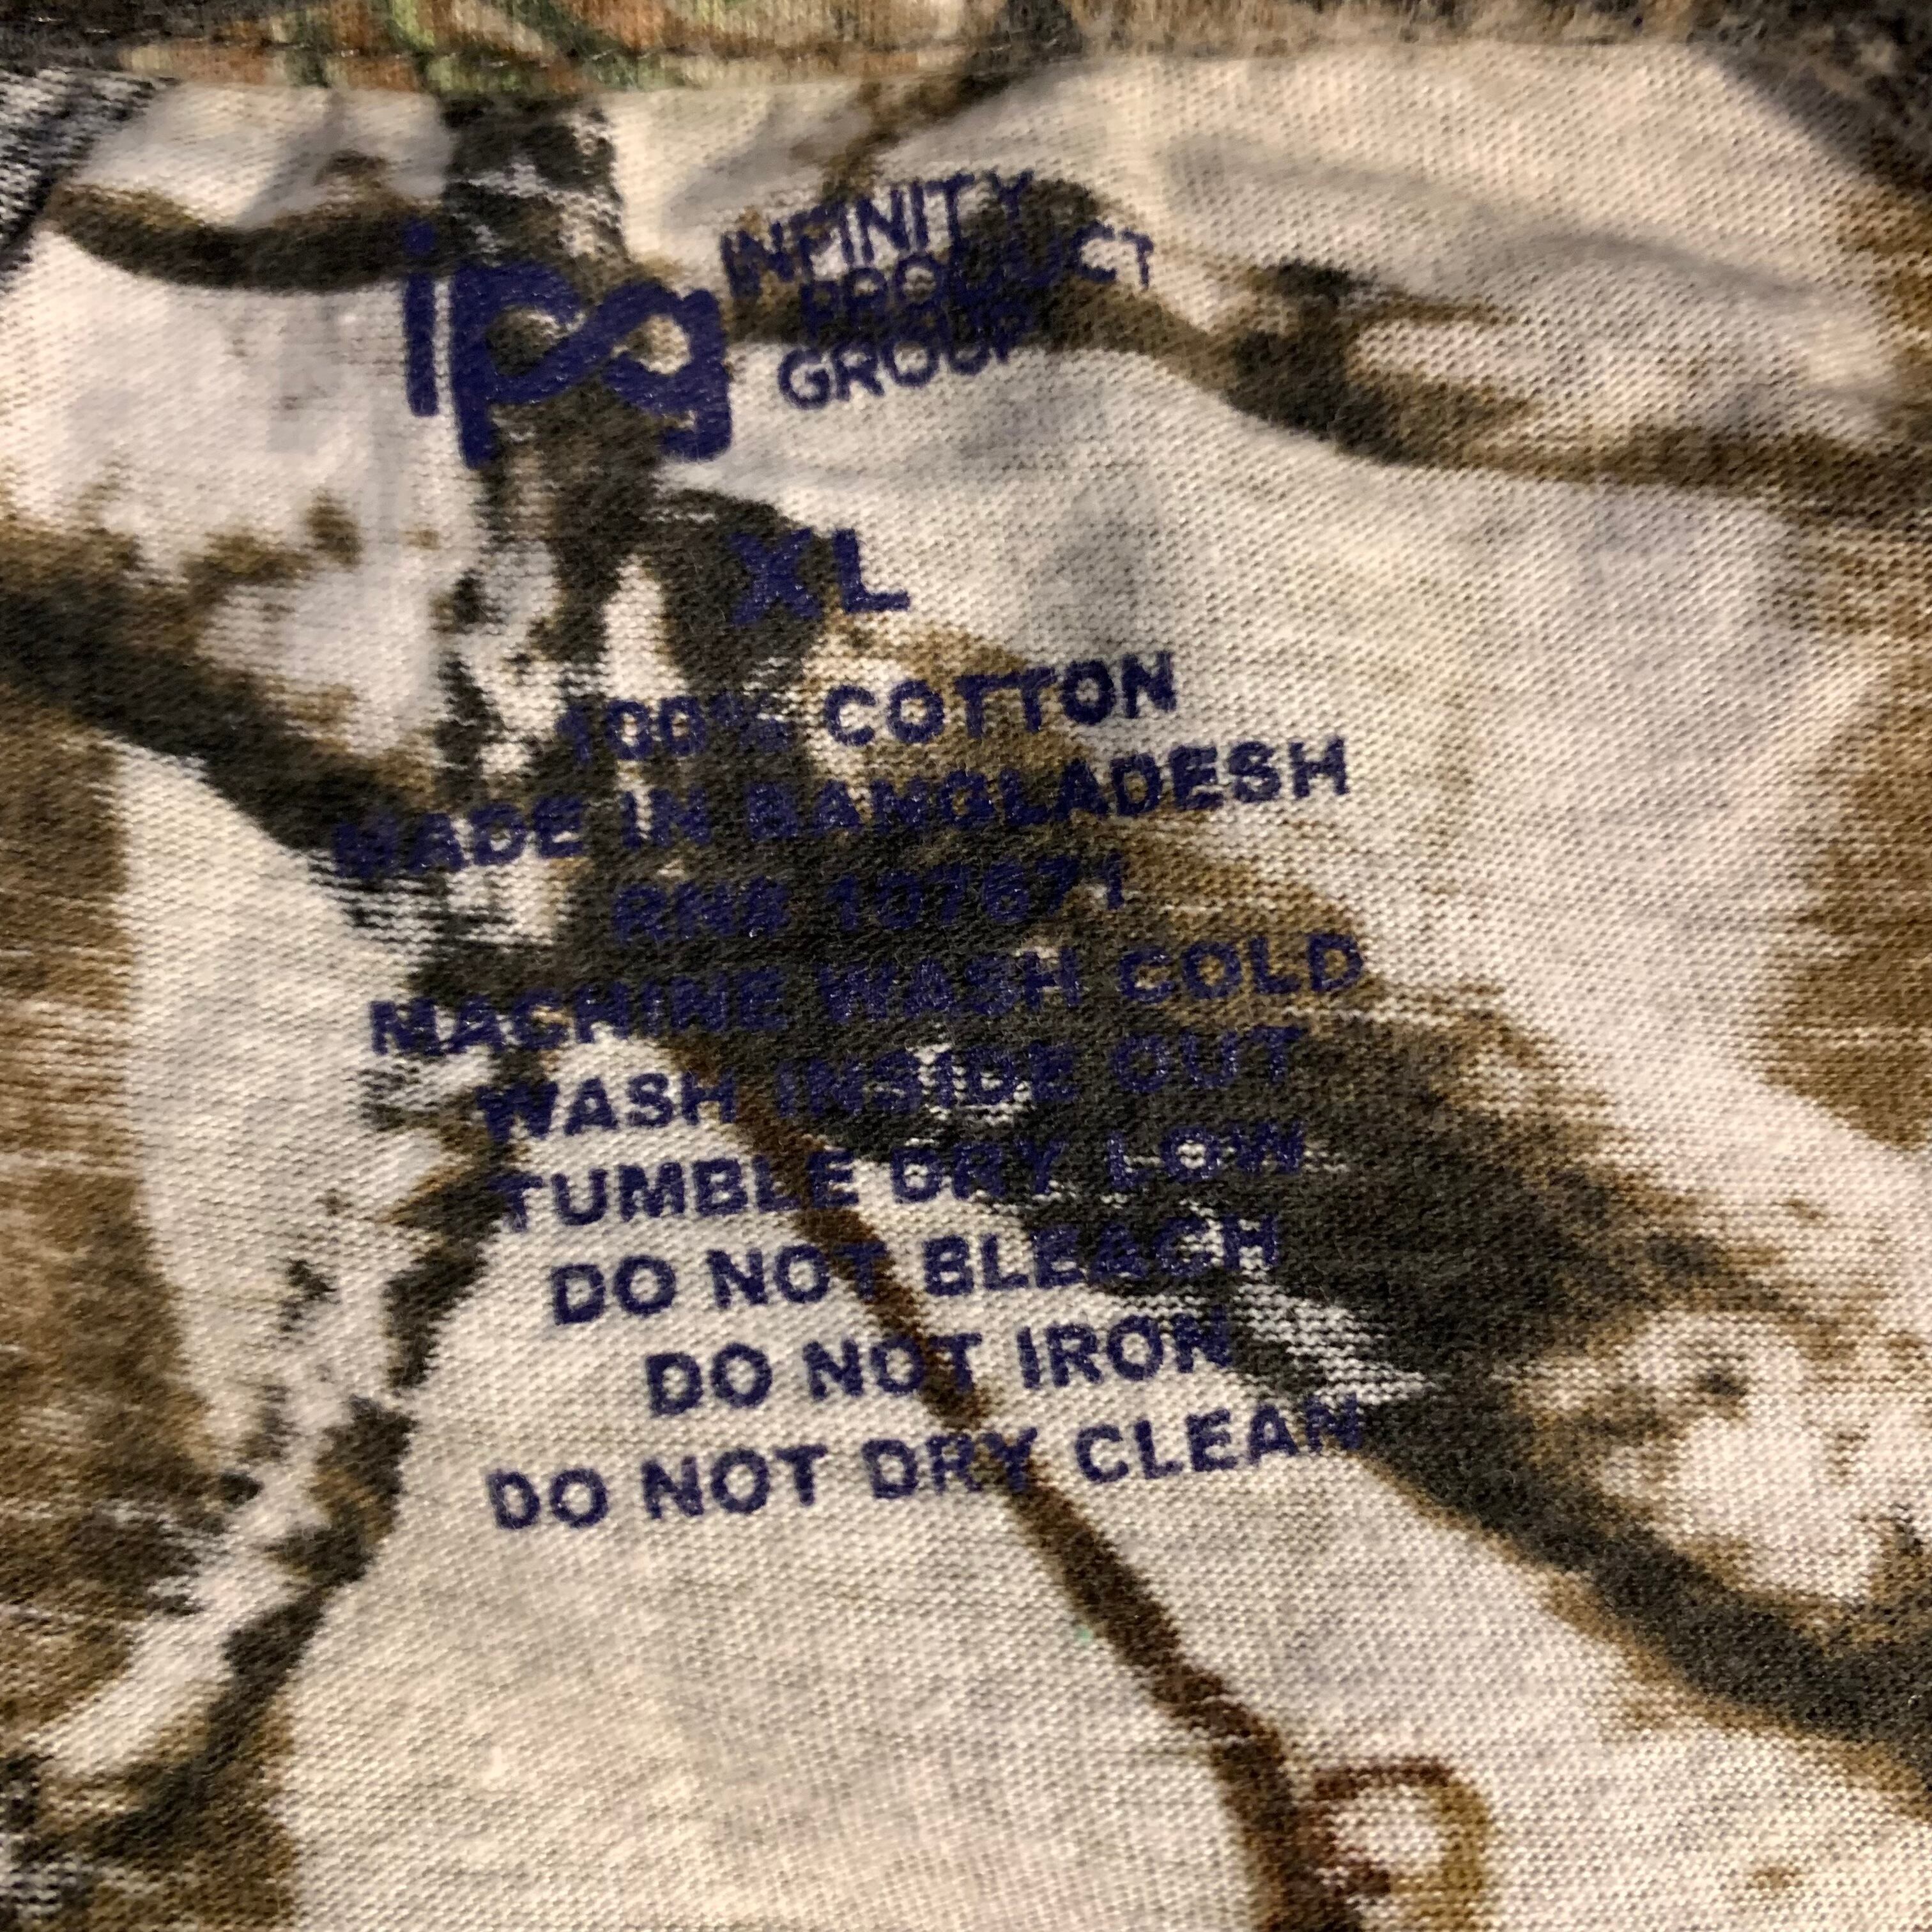 ipg
INFINITY
PRODUCT
GROUP
XL
100% COTTON
MADE IN BANGLADESH
RN# 107671
MACHINE WASH COLD
WASH INSIDE OUT
TUMBLE DRY LOW
DO NOT BLEACH
DO NOT IRON
DO NOT DRY CLEAN